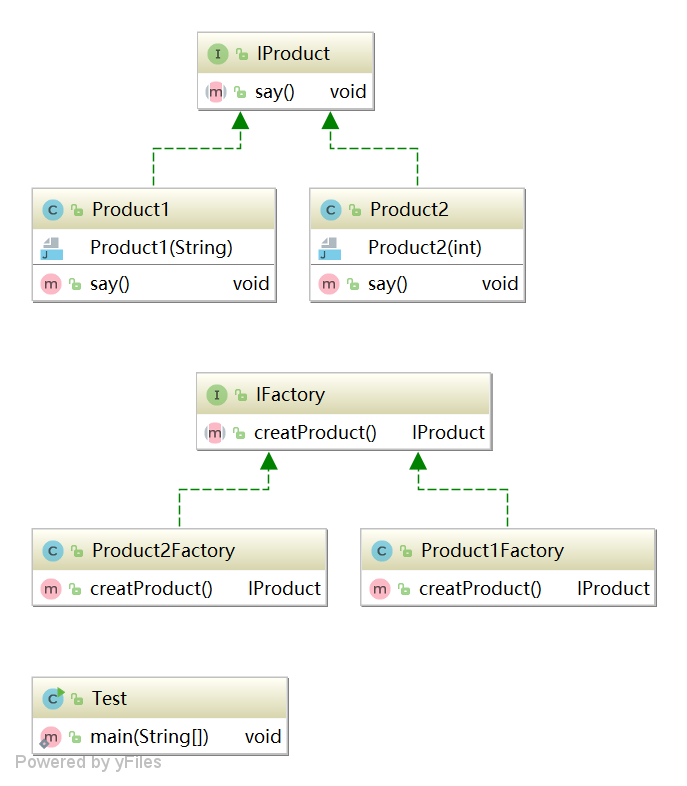 IProduct
say() void
Product1
Product1(String)
say() void
Product2
Product2(int)
say() void
IFactory
creatProduct() IProduct
Product2Factory
creatProduct() IProduct
Product1Factory
creatProduct() IProduct
Test
main(String[]) void
Powered by yFiles